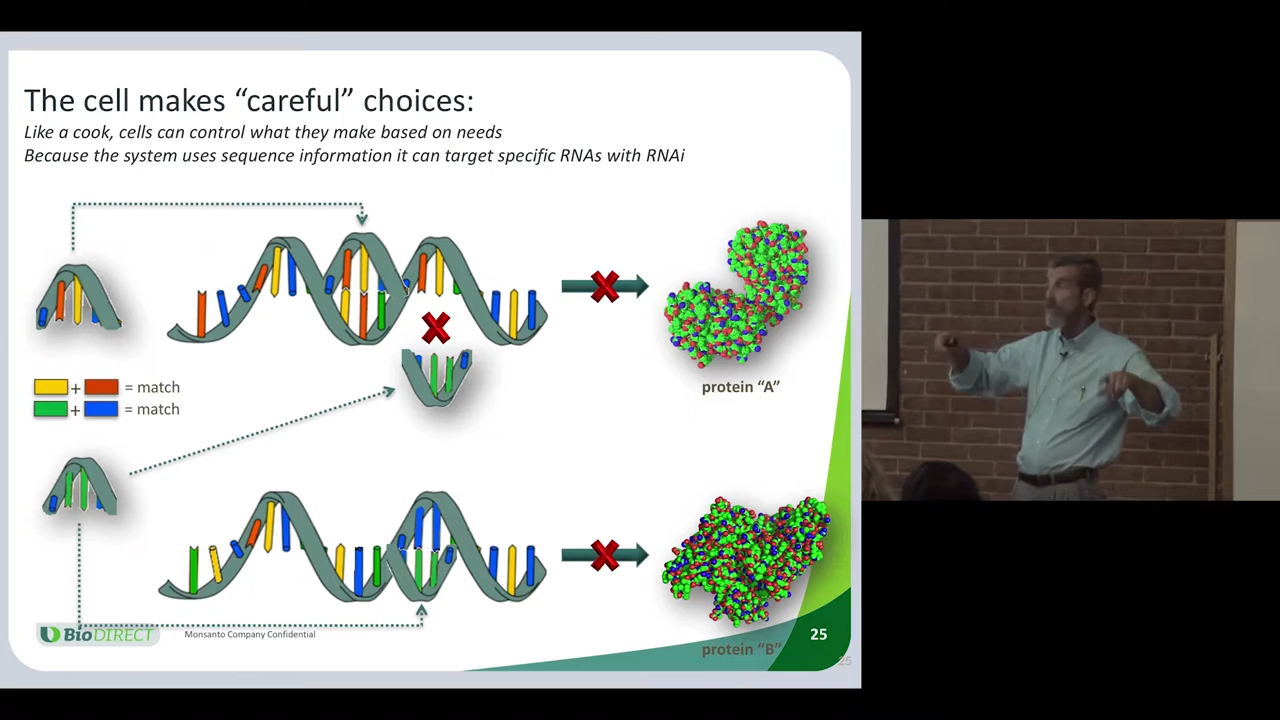 The cell makes “careful” choices:
Like a cook, cells can control what they make based on needs
Because the system uses sequence information it can target specific RNAs with RNAi
+ = match
+ = match
protein “A”
BioDIRECT
Monsanto Company Confidential
protein “B”
25
25